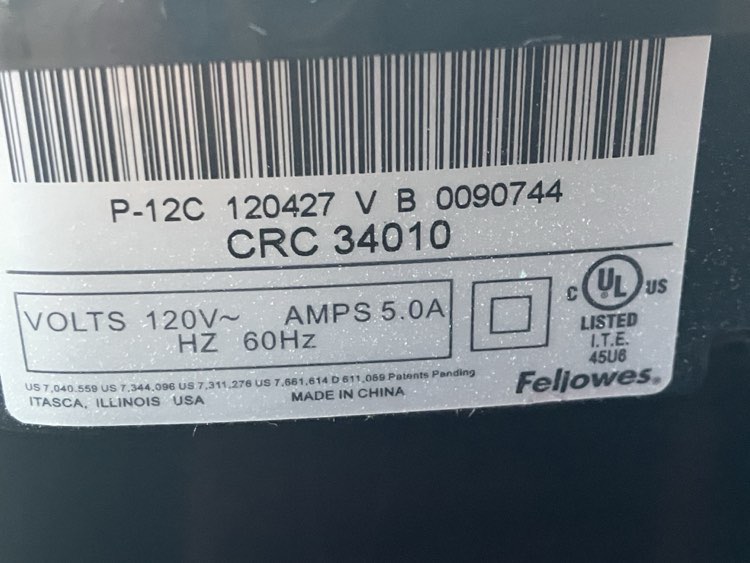 P-12C 120427 V B 0090744
CRC 34010
VOLTS 120V~ AMPS 5.0A
HZ 60Hz
C UL US
LISTED
I.T.E.
45U6
US 7,040,559 US 7,344,096 US 7,311,276 US 7,661,614 D 611,069 Patents Pending
ITASCA, ILLINOIS USA MADE IN CHINA
Fellowes®